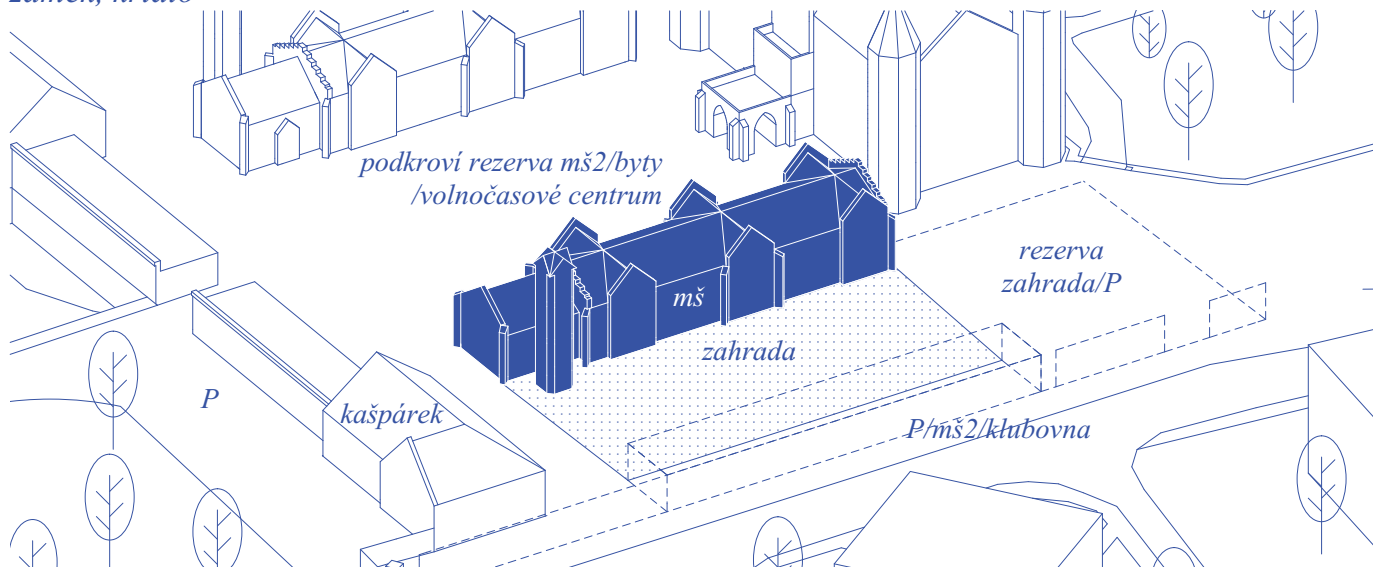 podkroví rezerva mš2/byty
/volnočasové centrum
rezerva
zahrada/P
mš
zahrada
P
kašpárek
P/mš2/klubovna